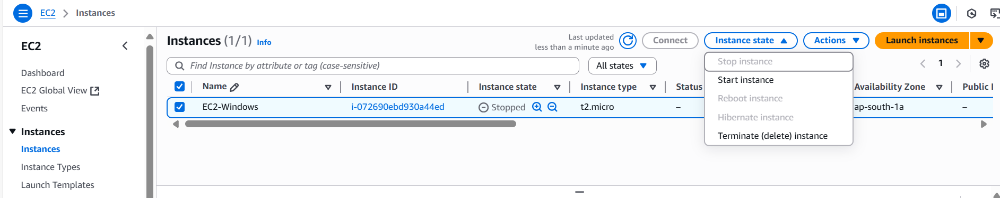 EC2 > Instances
EC2
Dashboard
EC2 Global View
Events
Instances
Instances
Instance Types
Launch Templates
Instances (1/1) Info
Last updated
less than a minute ago
Connect
Instance state
Actions
Launch instances
Find Instance by attribute or tag (case-sensitive)
All states
1
Stop instance
Start instance
Reboot instance
Hibernate instance
Terminate (delete) instance
Name Instance ID Instance state Instance type Status Availability Zone Public I
EC2-Windows i-072690ebd930a44ed Stopped t2.micro – ap-south-1a –